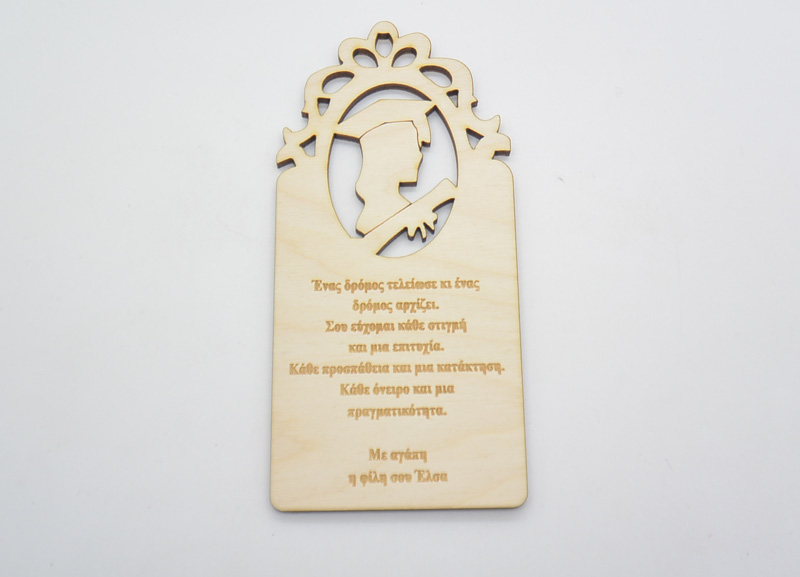 Ένας δρόμος τελείωσε κι ένας
δρόμος αρχίζει.
Σου εύχομαι κάθε στιγμή
και μια επιτυχία.
Κάθε προσπάθεια και μια κατάκτηση.
Κάθε όνειρο και μια
πραγματικότητα.
Με αγάπη
η φίλη σου Έλσα